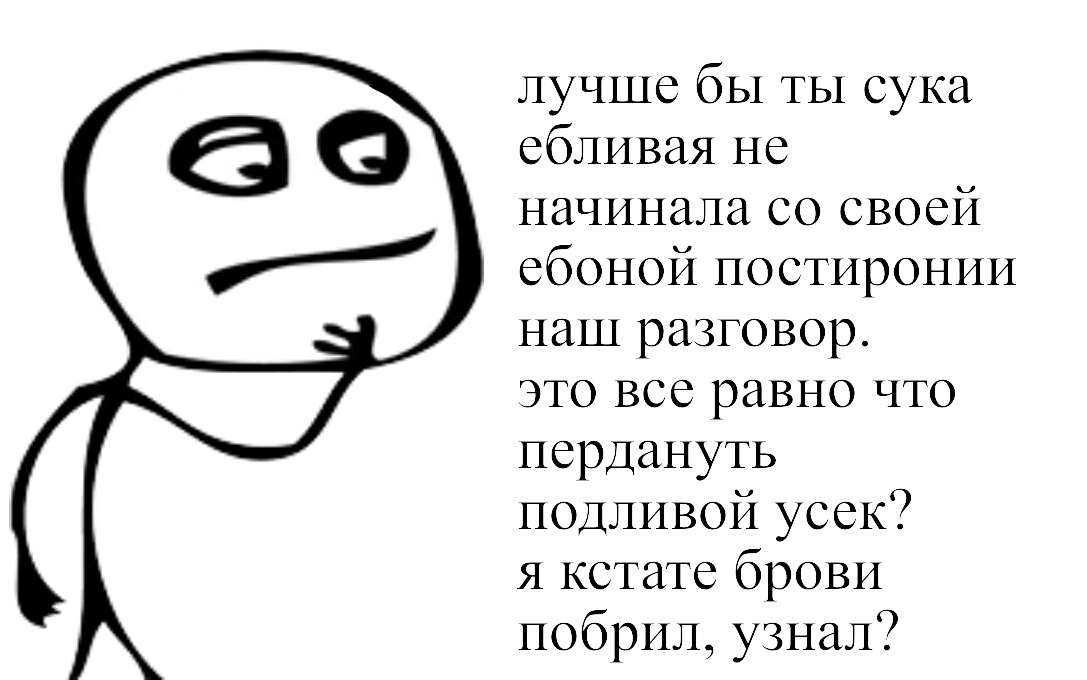 лучше бы ты сука
ебливая не
начинала со своей
ебоной постиронии
наш разговор.
это все равно что
пердануть
подливой усек?
я кстате брови
побрил, узнал?